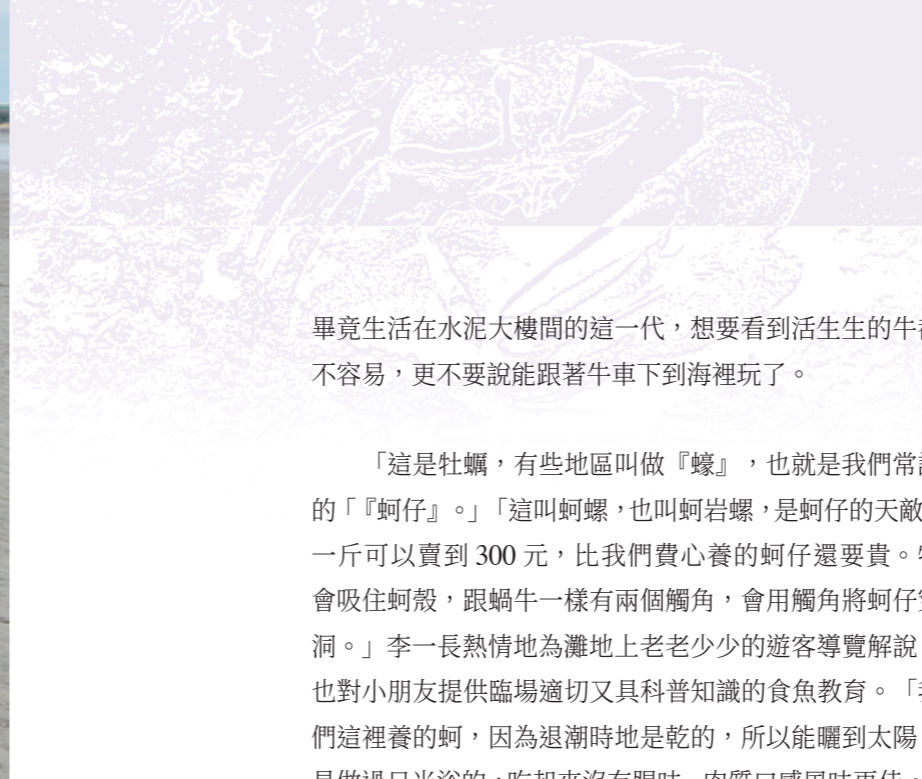 畢竟生活在水泥大樓間的這一代，想要看到活生生的牛
不容易，更不要說能跟著牛車下到海裡玩了。
「這是牡蠣，有些地區叫做『蠔』，也就是我們常
的「『蚵仔』。」「這叫蚵螺，也叫蚵岩螺，是蚵仔的天敵
一斤可以賣到 300 元，比我們費心養的蚵仔還要貴。
會吸住蚵殼，跟蝸牛一樣有兩個觸角，會用觸角將蚵仔
洞。」李一長熱情地為灘地上老老少少的遊客導覽解說
也對小朋友提供臨場適切又具科普知識的食魚教育。「
們這裡養的蚵，因為退潮時地是乾的，所以能曬到太陽